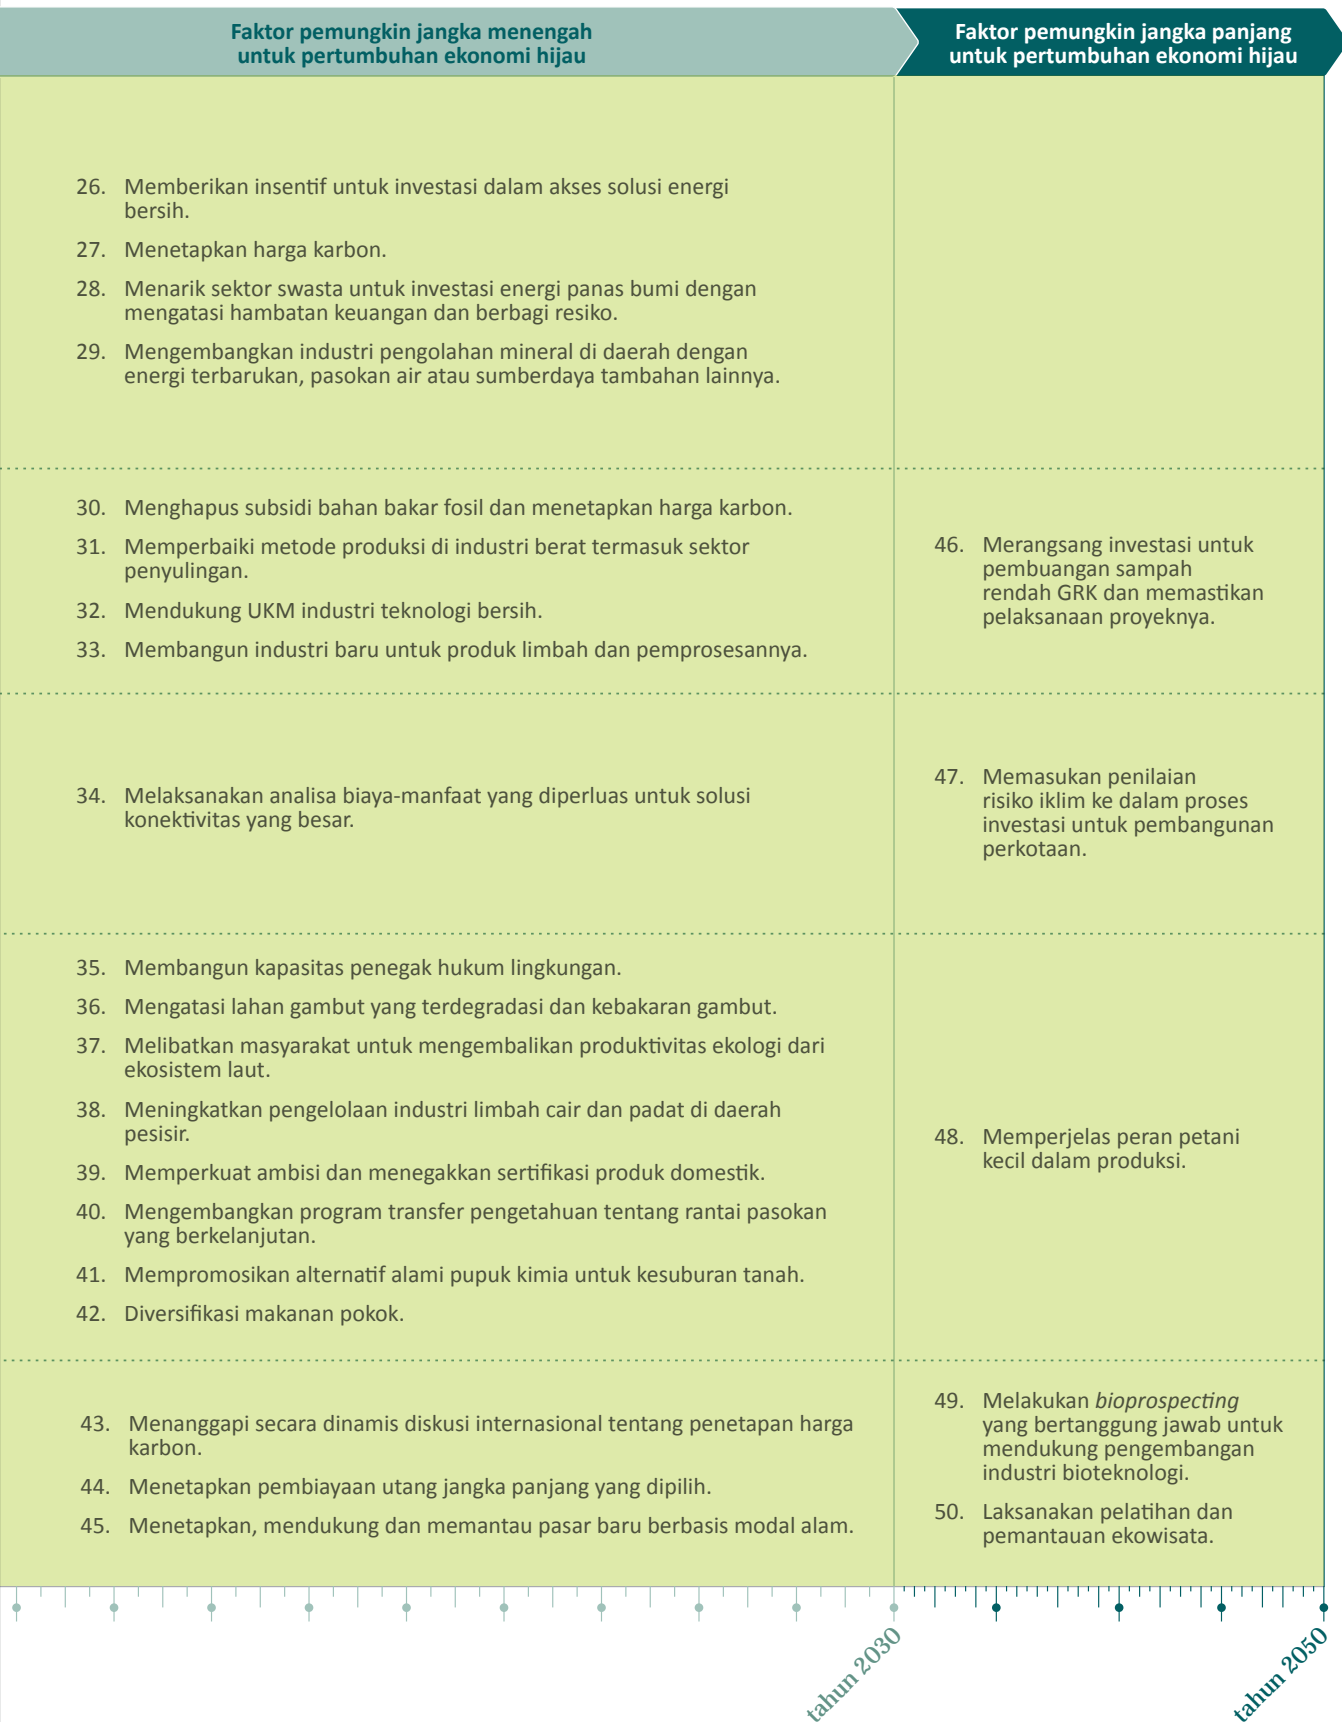 Faktor pemungkin jangka menengah
untuk pertumbuhan ekonomi hijau
Faktor pemungkin jangka panjang
untuk pertumbuhan ekonomi hijau
26. Memberikan insentif untuk investasi dalam akses solusi energi
bersih.
27. Menetapkan harga karbon.
28. Menarik sektor swasta untuk investasi energi panas bumi dengan
mengatasi hambatan keuangan dan berbagi resiko.
29. Mengembangkan industri pengolahan mineral di daerah dengan
energi terbarukan, pasokan air atau sumberdaya tambahan lainnya.
30. Menghapus subsidi bahan bakar fosil dan menetapkan harga karbon.
31. Memperbaiki metode produksi di industri berat termasuk sektor
penyulingan.
32. Mendukung UKM industri teknologi bersih.
33. Membangun industri baru untuk produk limbah dan pemprosesannya.
46. Merangsang investasi untuk
pembuangan sampah
rendah GRK dan memastikan
pelaksanaan proyeknya.
34. Melaksanakan analisa biaya-manfaat yang diperluas untuk solusi
konektivitas yang besar.
47. Memasukan penilaian
risiko iklim ke dalam proses
investasi untuk pembangunan
perkotaan.
35. Membangun kapasitas penegak hukum lingkungan.
36. Mengatasi lahan gambut yang terdegradasi dan kebakaran gambut.
37. Melibatkan masyarakat untuk mengembalikan produktivitas ekologi dari
ekosistem laut.
38. Meningkatkan pengelolaan industri limbah cair dan padat di daerah
pesisir.
39. Memperkuat ambisi dan menegakkan sertifikasi produk domestik.
40. Mengembangkan program transfer pengetahuan tentang rantai pasokan
yang berkelanjutan.
41. Mempromosikan alternatif alami pupuk kimia untuk kesuburan tanah.
42. Diversifikasi makanan pokok.
48. Memperjelas peran petani
kecil dalam produksi.
43. Menanggapi secara dinamis diskusi internasional tentang penetapan harga
karbon.
44. Menetapkan pembiayaan utang jangka panjang yang dipilih.
45. Menetapkan, mendukung dan memantau pasar baru berbasis modal alam.
49. Melakukan bioprospecting
yang bertanggung jawab untuk
mendukung pengembangan
industri bioteknologi.
50. Laksanakan pelatihan dan
pemantauan ekowisata.
tahun 2030
tahun 2050